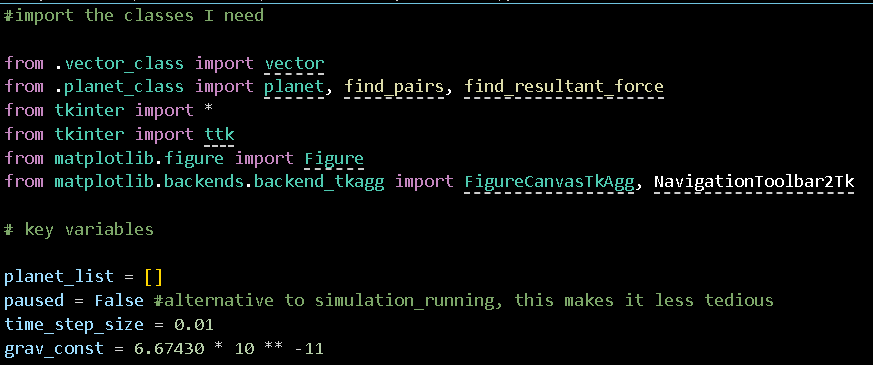 #import the classes I need
from .vector_class import vector
from .planet_class import planet, find_pairs, find_resultant_force
from tkinter import *
from tkinter import ttk
from matplotlib.figure import Figure
from matplotlib.backends.backend_tkagg import FigureCanvasTkAgg, NavigationToolbar2Tk
# key variables
planet_list = []
paused = False #alternative to simulation_running, this makes it less tedious
time_step_size = 0.01
grav_const = 6.67430 * 10 ** -11